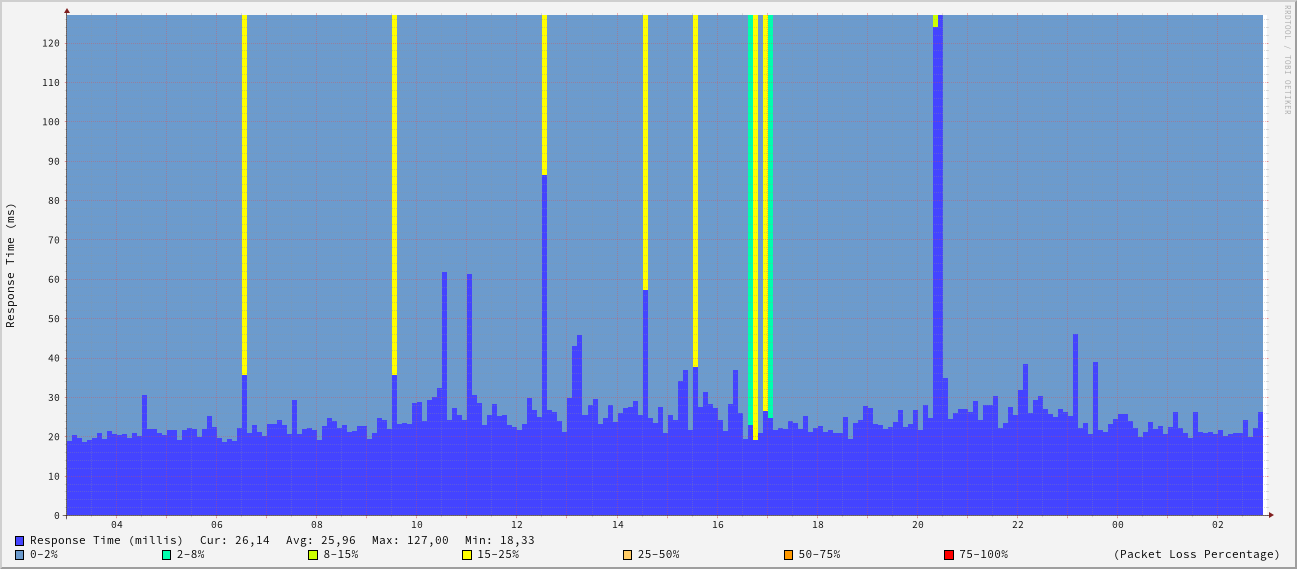 RRDTOOL / TOBI OETIKER
Response Time (ms)
120
110
100
90
80
70
60
50
40
30
20
10
0
04 06 08 10 12 14 16 18 20 22 00 02
Response Time (millis) Cur: 26,14 Avg: 25,96 Max: 127,00 Min: 18,33
0-2% 2-8% 8-15% 15-25% 25-50% 50-75% 75-100% (Packet Loss Percentage)